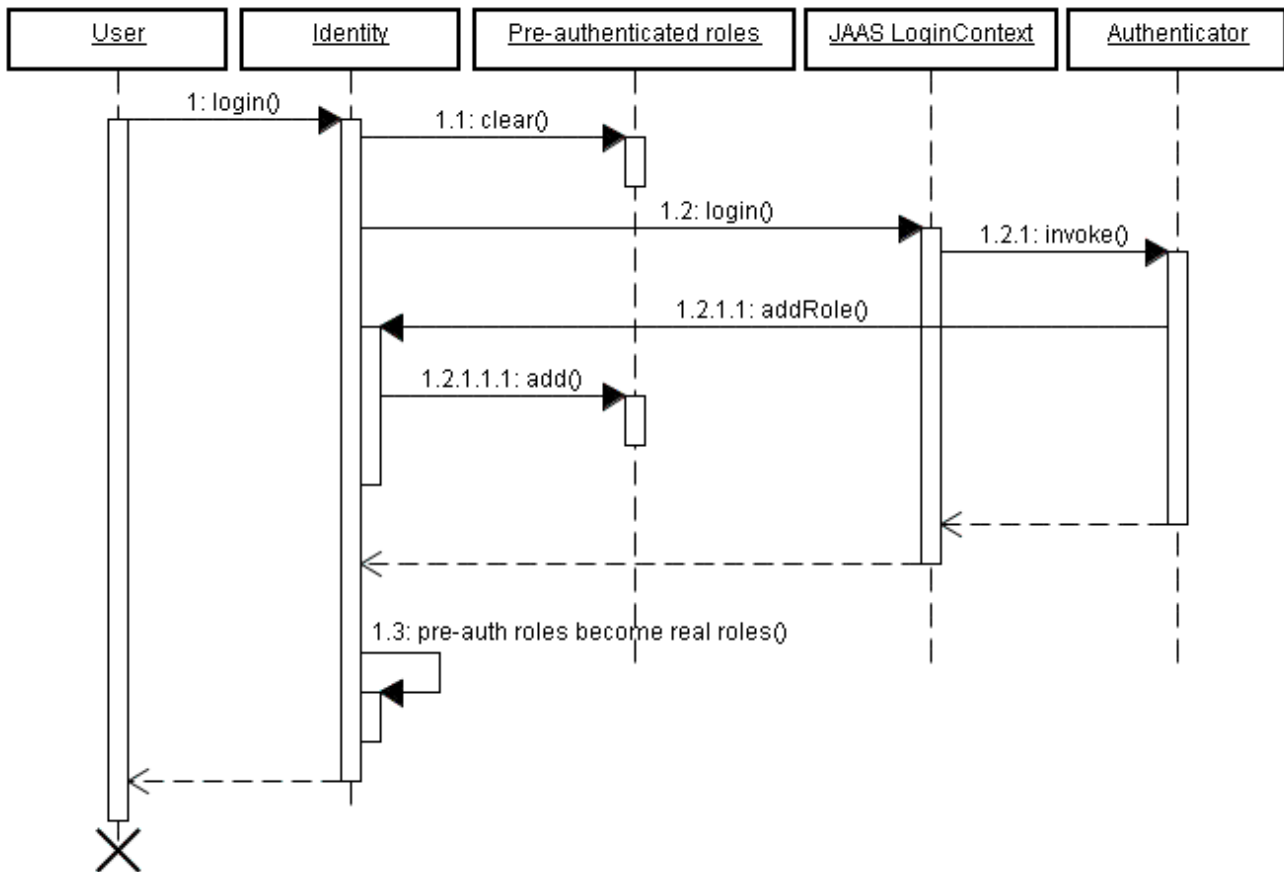 User
Identity
Pre-authenticated roles
JAAS LoginContext
Authenticator
1: login()
1.1: clear()
1.2: login()
1.2.1: invoke()
1.2.1.1: addRole()
1.2.1.1.1: add()
1.3: pre-auth roles become real roles()